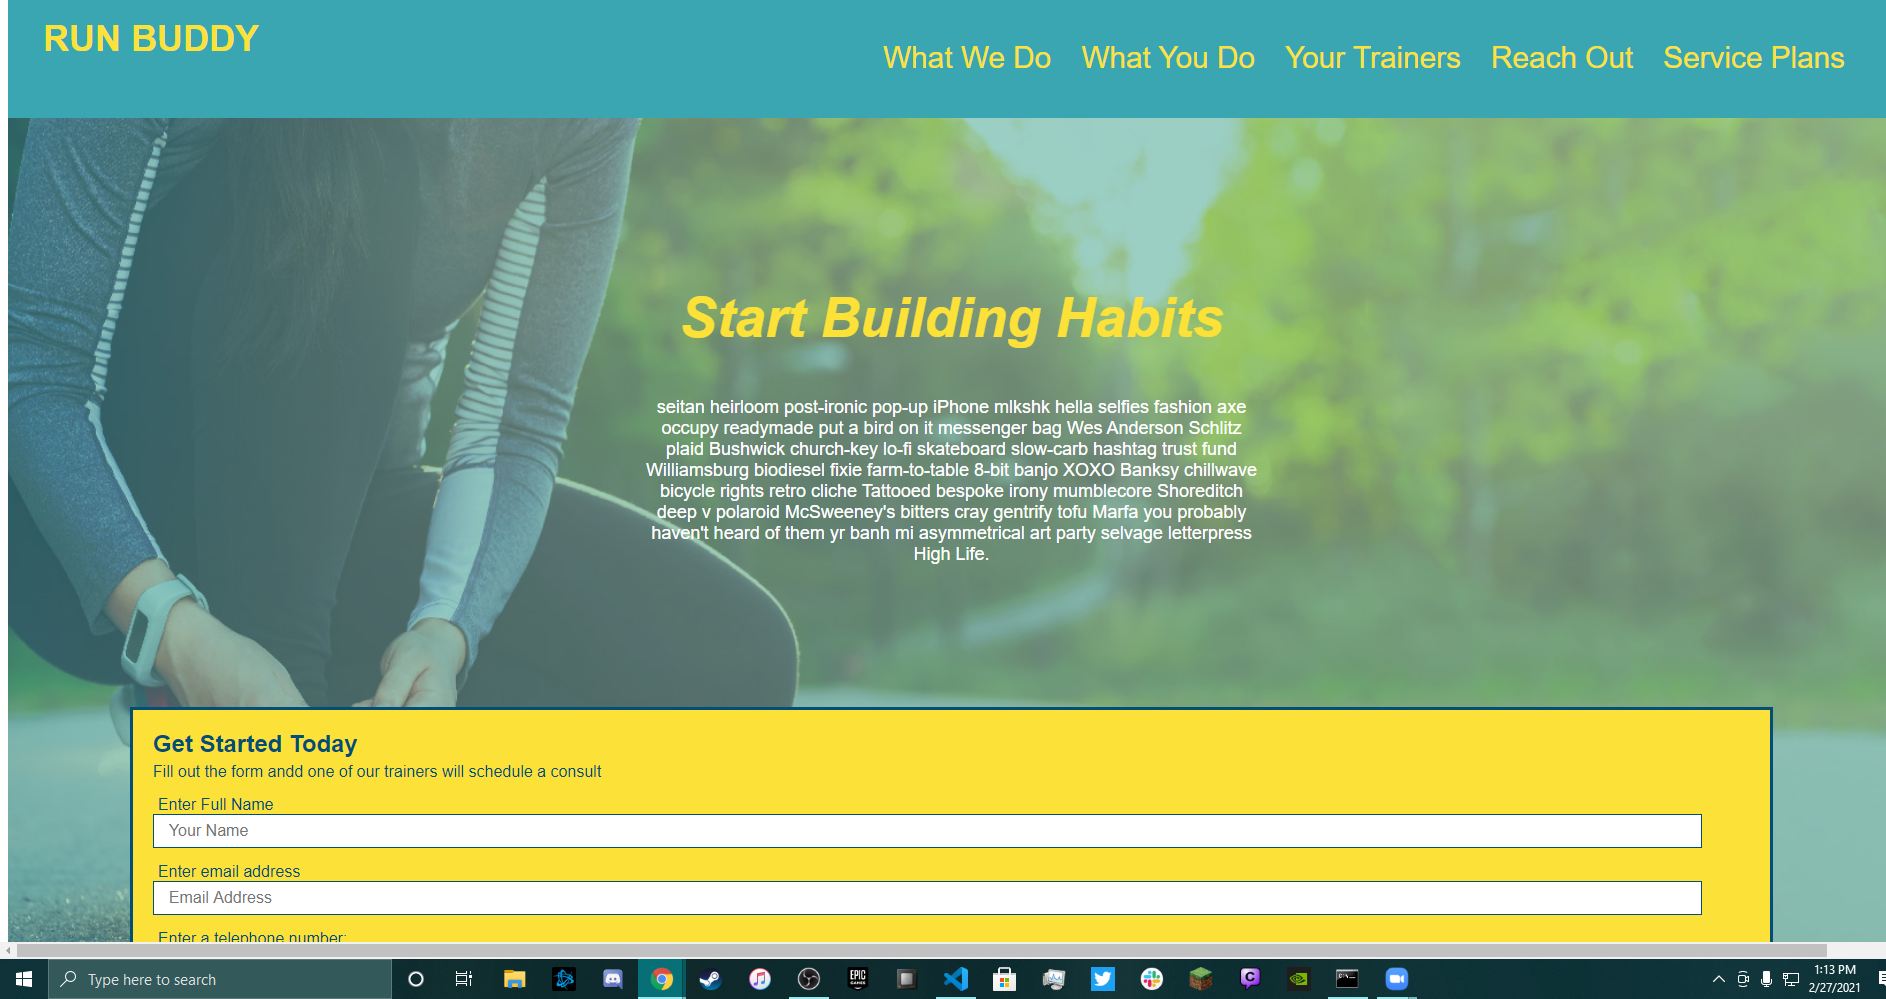 RUN BUDDY
What We Do What You Do Your Trainers Reach Out Service Plans
Start Building Habits
seitan heirloom post-ironic pop-up iPhone mlkshk hella selfies fashion axe
occupy readymade put a bird on it messenger bag Wes Anderson Schlitz
plaid Bushwick church-key lo-fi skateboard slow-carb hashtag trust fund
Williamsburg biodiesel fixie farm-to-table 8-bit banjo XOXO Banksy chillwave
bicycle rights retro cliche Tattooed bespoke irony mumblecore Shoreditch
deep v polaroid McSweeney's bitters cray gentrify tofu Marfa you probably
haven't heard of them yr banh mi asymmetrical art party selvage letterpress
High Life.
Get Started Today
Fill out the form andd one of our trainers will schedule a consult
Enter Full Name
Your Name
Enter email address
Email Address
Enter a telephone number:
Type here to search
EPIC
GAMES
1:13 PM
2/27/2021